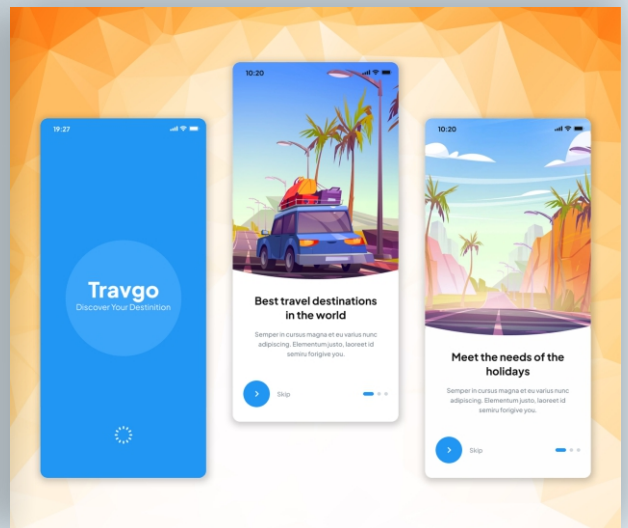 19:27
Travgo
Discover Your Destinition
10:20
Best travel destinations
in the world
Semper in cursus magna et eu varius nunc
adipiscing. Elementum justo, laoreet id
semiru forigive you.
Skip
10:20
Meet the needs of the
holidays
Semper in cursus magna et eu varius nunc
adipiscing. Elementum justo, laoreet id
semiru forgive you.
Skip